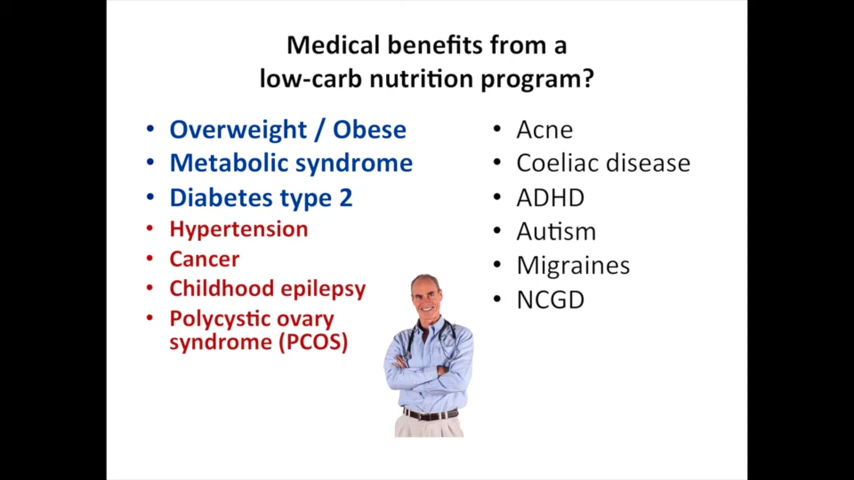 Medical benefits from a
low-carb nutrition program?
• Overweight / Obese
• Metabolic syndrome
• Diabetes type 2
• Hypertension
• Cancer
• Childhood epilepsy
• Polycystic ovary
syndrome (PCOS)
• Acne
• Coeliac disease
• ADHD
• Autism
• Migraines
• NCGD